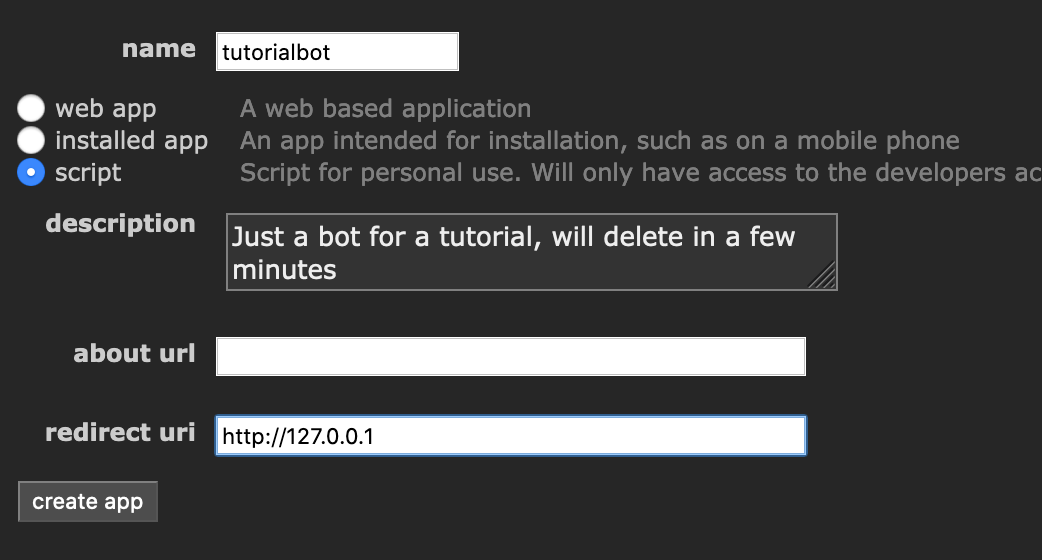 name tutorialbot
web app A web based application
installed app An app intended for installation, such as on a mobile phone
script Script for personal use. Will only have access to the developers ac
description Just a bot for a tutorial, will delete in a few
minutes
about url
redirect uri http://127.0.0.1
create app